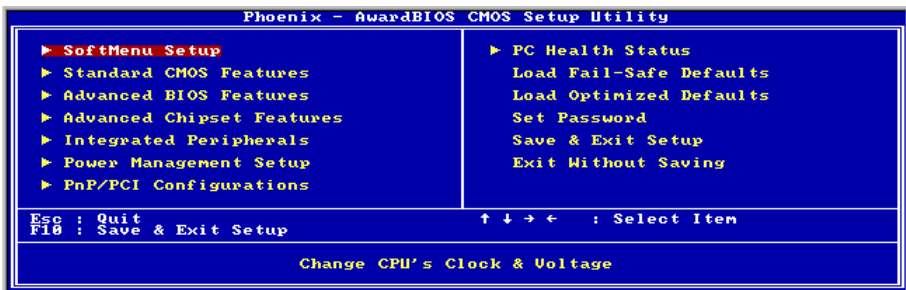 Phoenix - AwardBIOS CMOS Setup Utility
► SoftMenu Setup
► Standard CMOS Features
► Advanced BIOS Features
► Advanced Chipset Features
► Integrated Peripherals
► Power Management Setup
► PnP/PCI Configurations
► PC Health Status
Load Fail-Safe Defaults
Load Optimized Defaults
Set Password
Save & Exit Setup
Exit Without Saving
Esc : Quit
F10 : Save & Exit Setup
↑ ↓ → ← : Select Item
Change CPU's Clock & Voltage